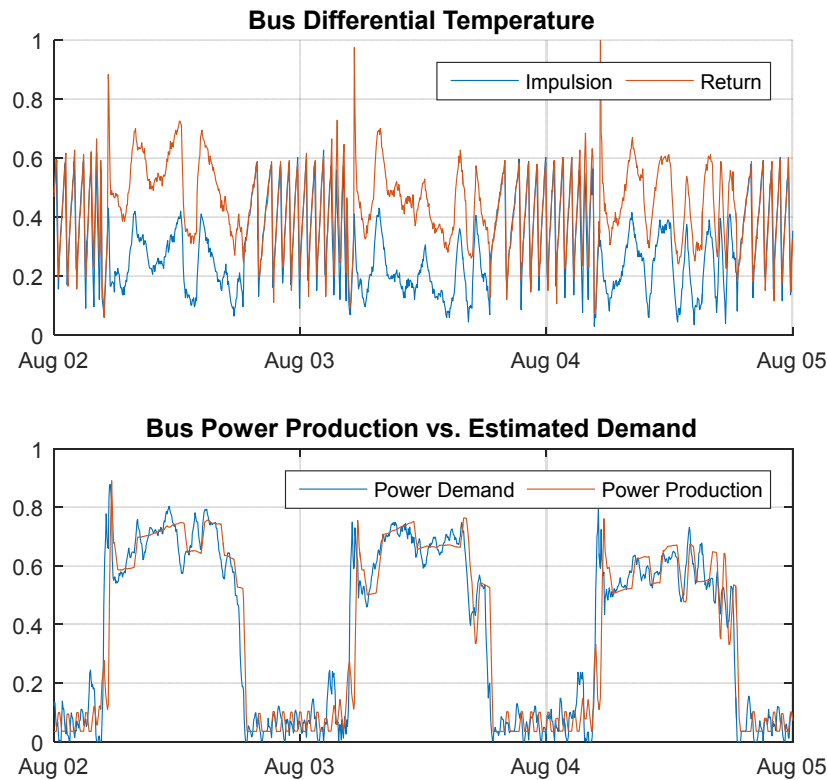 Bus Differential Temperature
1
0.8
0.6
0.4
0.2
0
Impulsion Return
Aug 02 Aug 03 Aug 04 Aug 05
Bus Power Production vs. Estimated Demand
1
0.8
0.6
0.4
0.2
0
Power Demand Power Production
Aug 02 Aug 03 Aug 04 Aug 05